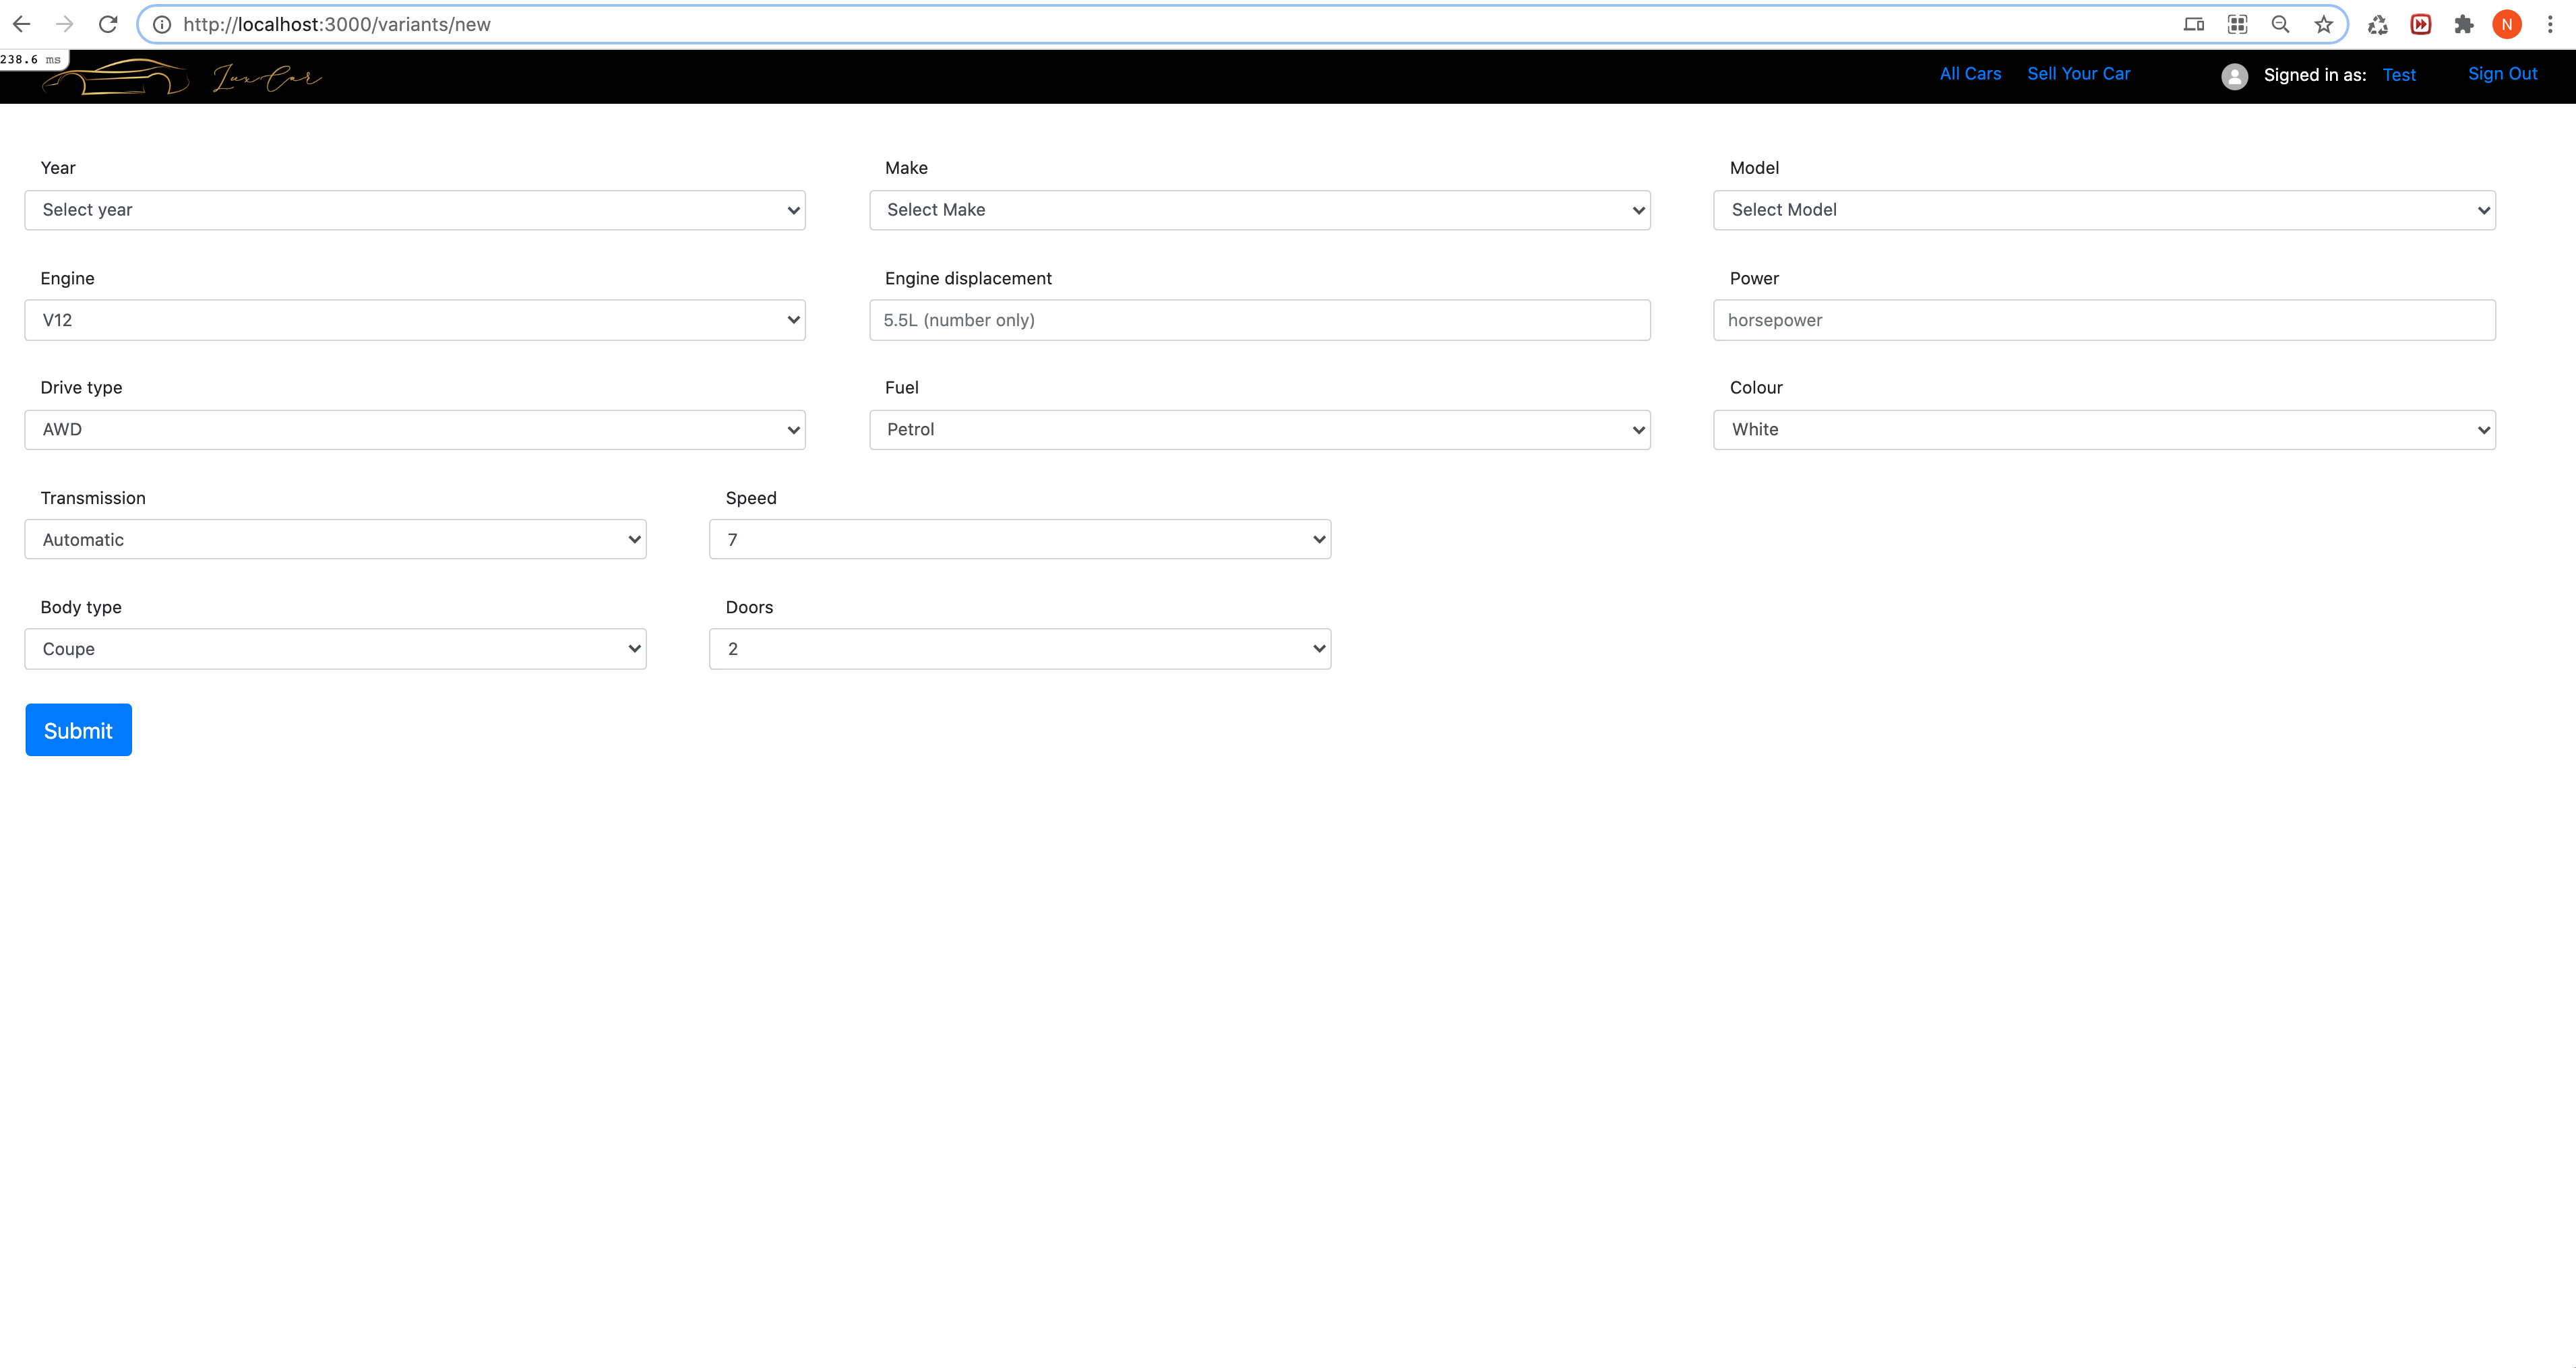 http://localhost:3000/variants/new
N
238.6 ms
LuxCar
All Cars Sell Your Car Signed in as: Test Sign Out
Year Make Model
Select year Select Make Select Model
Engine Engine displacement Power
V12 5.5L (number only) horsepower
Drive type Fuel Colour
AWD Petrol White
Transmission Speed
Automatic 7
Body type Doors
Coupe 2
Submit